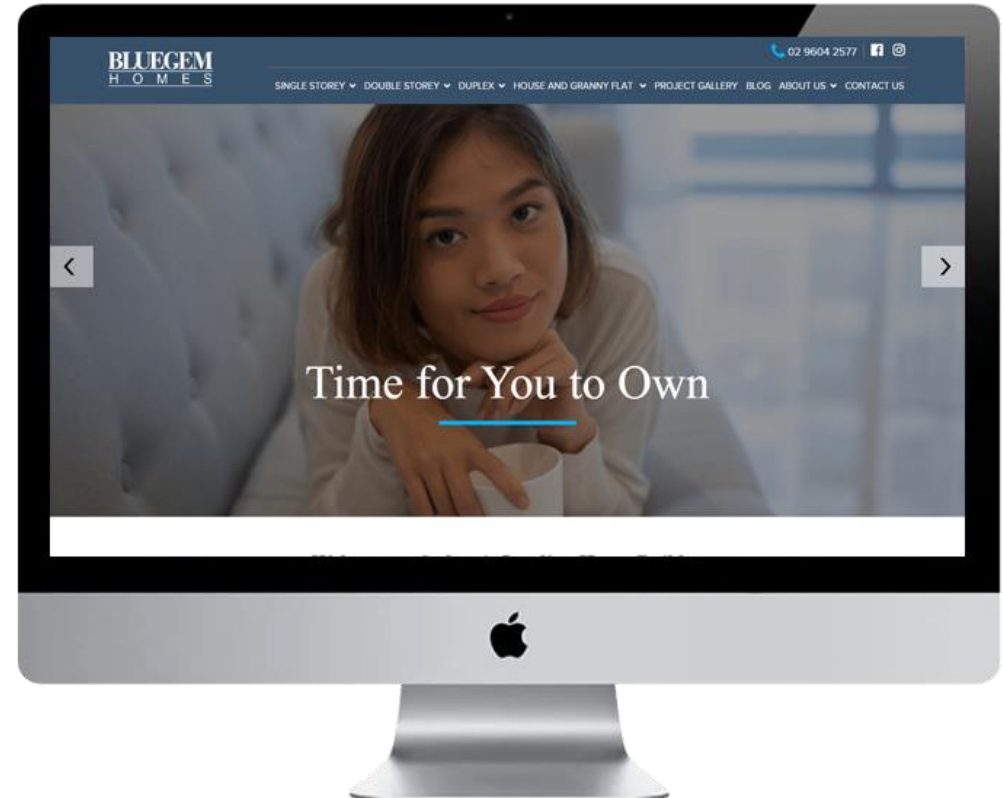 BLUEGEM
HOMES
02 9604 2577
SINGLE STOREY DOUBLE STOREY DUPLEX HOUSE AND GRANNY FLAT PROJECT GALLERY BLOG ABOUT US CONTACT US
Time for You to Own